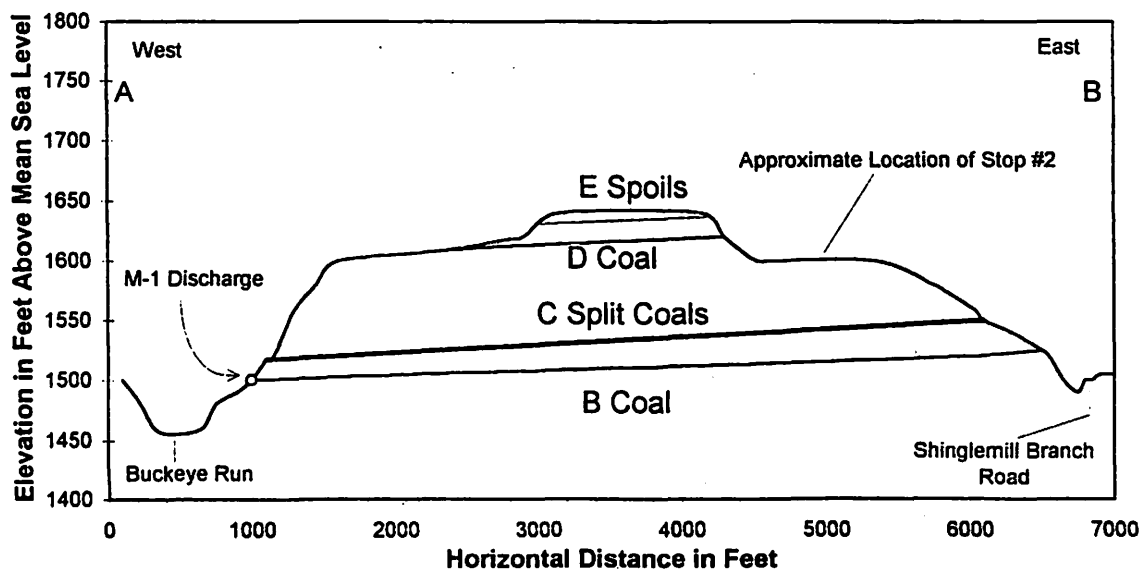 Elevation in Feet Above Mean Sea Level
1800
1750
1700
1650
1600
1550
1500
1450
1400
West
East
A
B
Approximate Location of Stop #2
E Spoils
D Coal
M-1 Discharge
C Split Coals
B Coal
Buckeye Run
Shinglemill Branch
Road
0 1000 2000 3000 4000 5000 6000 7000
Horizontal Distance in Feet